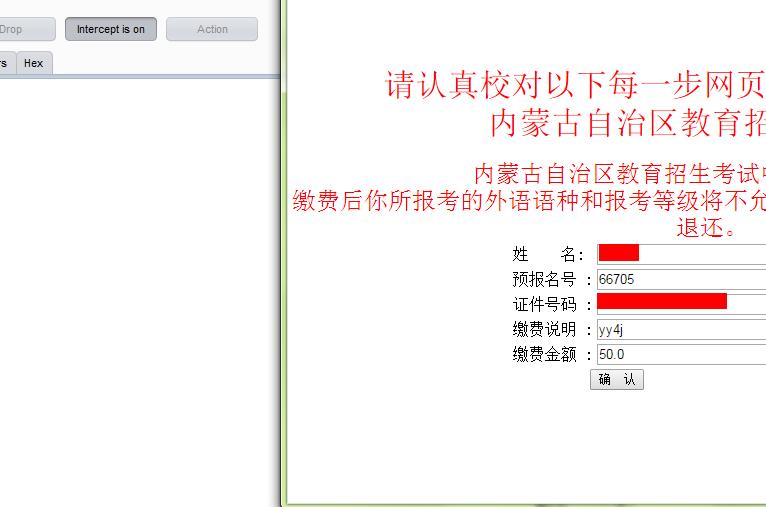 Drop
Intercept is on
Action
rs
Hex
请认真校对以下每一步网页
内蒙古自治区教育招
内蒙古自治区教育招生考试中
缴费后你所报考的外语语种和报考等级将不允
退还。
姓 名:
预报名号 : 66705
证件号码 :
缴费说明 : yy4j
缴费金额 : 50.0
确 认